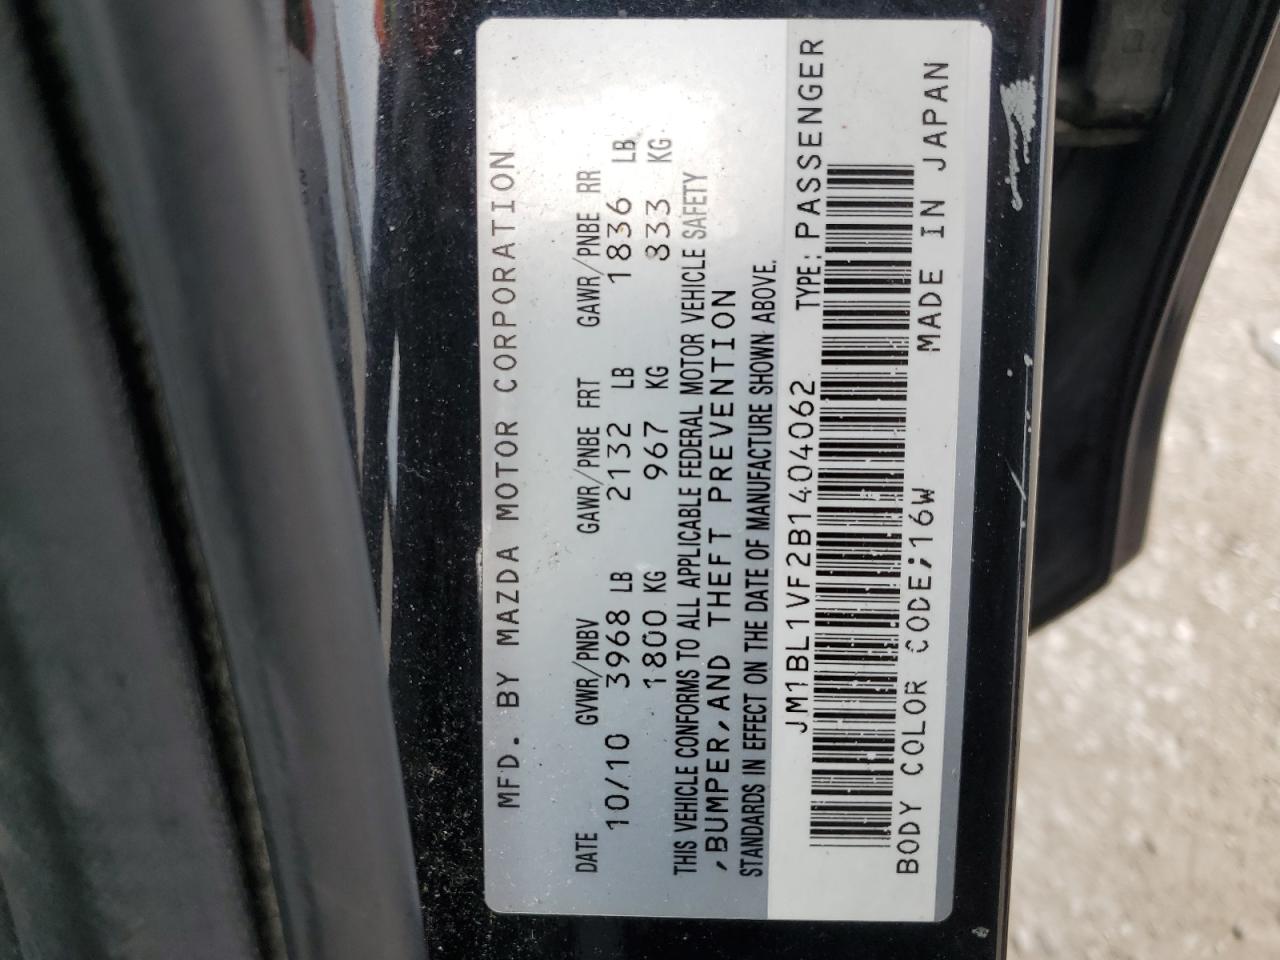 MFD. BY MAZDA MOTOR CORPORATION
DATE GVWR/PNBV GAWR/PNBE FRT GAWR/PNBE RR
10/10 3968 LB 2132 LB 1836 LB
1800 KG 967 KG 833 KG
THIS VEHICLE CONFORMS TO ALL APPLICABLE FEDERAL MOTOR VEHICLE SAFETY
,BUMPER,AND THEFT PREVENTION
STANDARDS IN EFFECT ON THE DATE OF MANUFACTURE SHOWN ABOVE.
JM1BL1VF2B1404062 TYPE: PASSENGER
BODY COLOR CODE;16W MADE IN JAPAN